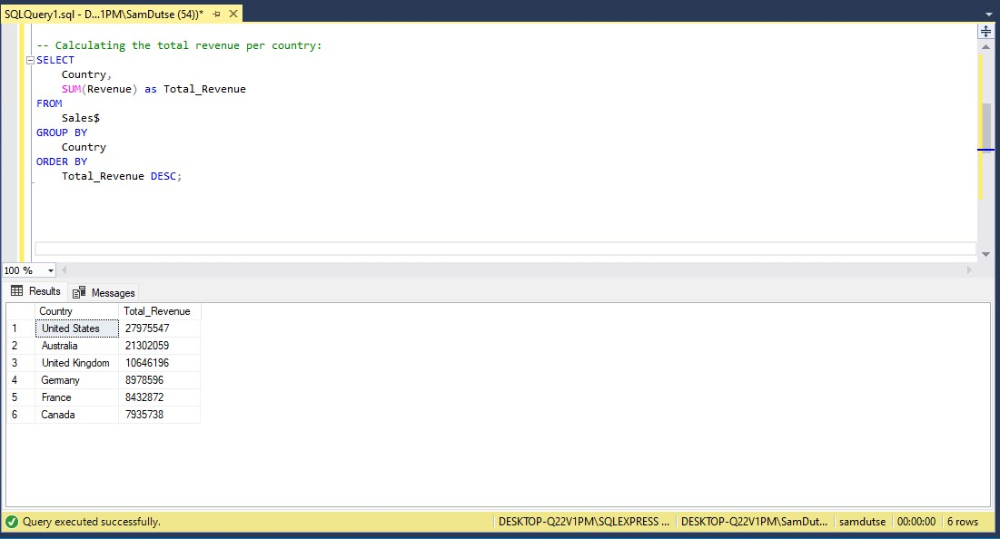 SQLQuery1.sql - D...1PM\SamDutse (54))*
-- Calculating the total revenue per country:
SELECT
Country,
SUM(Revenue) as Total_Revenue
FROM
Sales$
GROUP BY
Country
ORDER BY
Total_Revenue DESC;
100 %
Results Messages
Country Total_Revenue
1 United States 27975547
2 Australia 21302059
3 United Kingdom 10646196
4 Germany 8978596
5 France 8432872
6 Canada 7935738
Query executed successfully. DESKTOP-Q22V1PM\SQLEXPRESS ... DESKTOP-Q22V1PM\SamDut... samdutse 00:00:00 6 rows